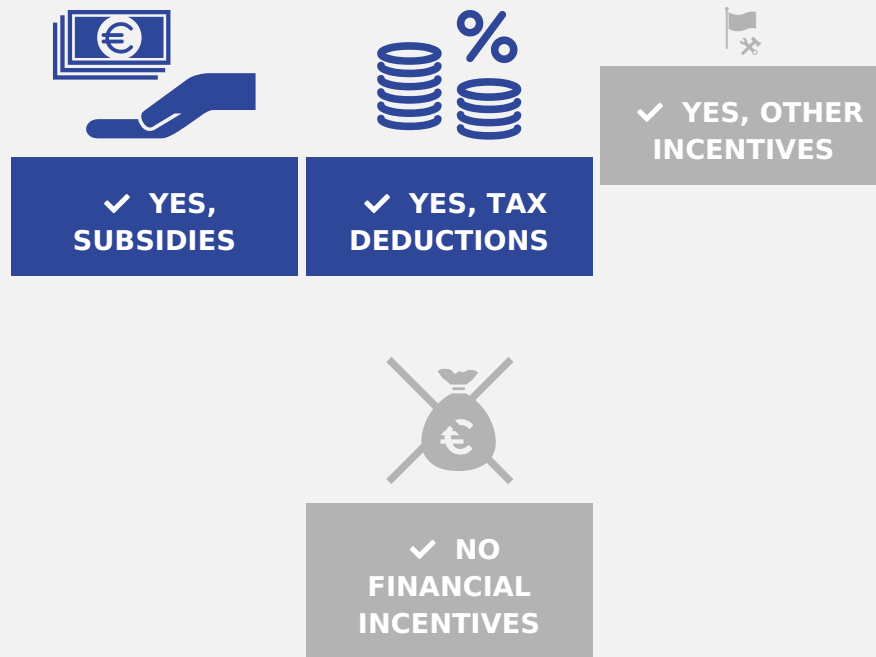 ✓ YES,
SUBSIDIES
✓ YES, TAX
DEDUCTIONS
✓ YES, OTHER
INCENTIVES
✓ NO
FINANCIAL
INCENTIVES